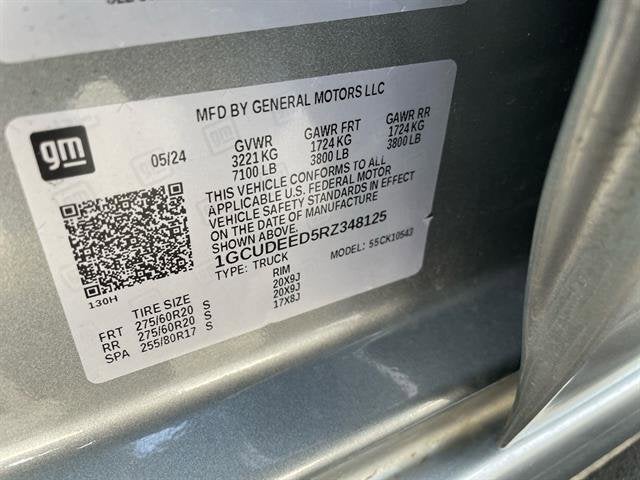 MFD BY GENERAL MOTORS LLC
gm
05/24
GVWR GAWR FRT GAWR RR
3221 KG 1724 KG 1724 KG
7100 LB 3800 LB 3800 LB
THIS VEHICLE CONFORMS TO ALL
APPLICABLE U.S. FEDERAL MOTOR
VEHICLE SAFETY STANDARDS IN EFFECT
ON THE DATE OF MANUFACTURE
SHOWN ABOVE.
1GCUDEED5RZ348125
TYPE: TRUCK MODEL: 55CK10543
130H
TIRE SIZE RIM
FRT 275/60R20 S 20X9J
RR 275/60R20 S 20X9J
SPA 255/80R17 S 17X8J